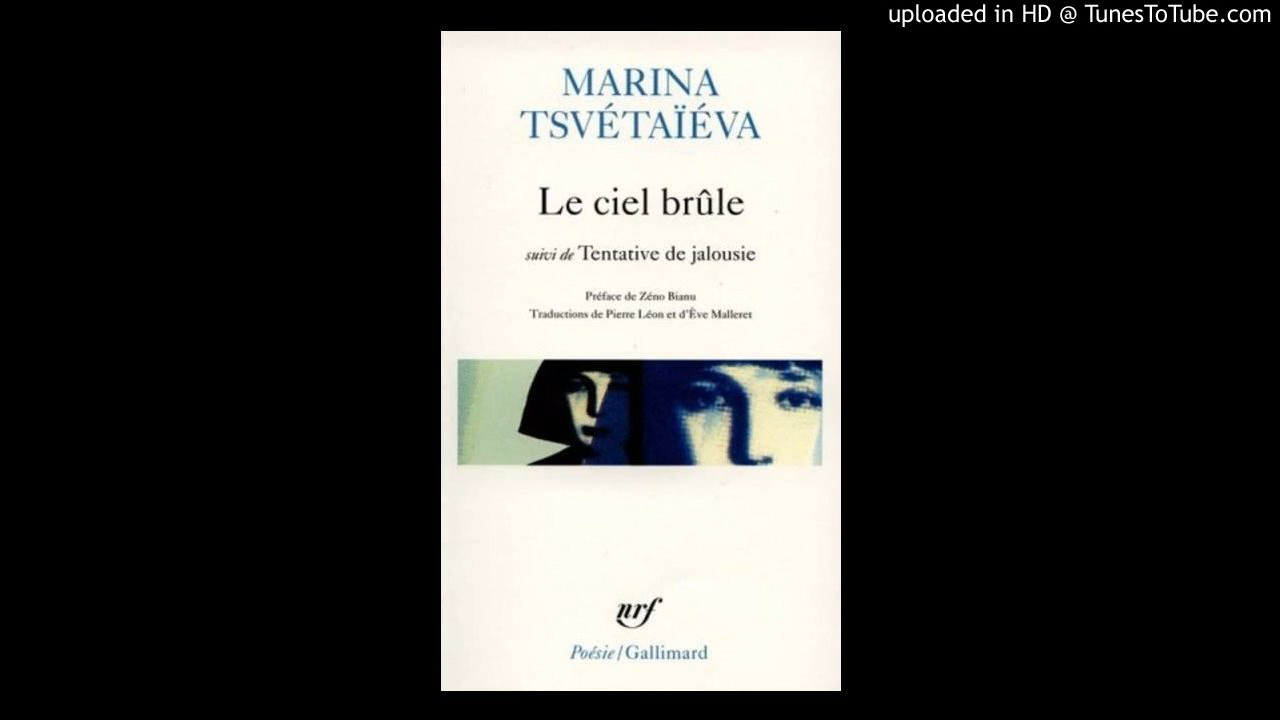 uploaded in HD @ TunesToTube.com
MARINA
TSVÉTAÏÉVA
Le ciel brûle
suivi de Tentative de jalousie
Préface de Zéno Bianu
Traductions de Pierre Léon et d'Ève Malleret
nrf
Poésie/Gallimard